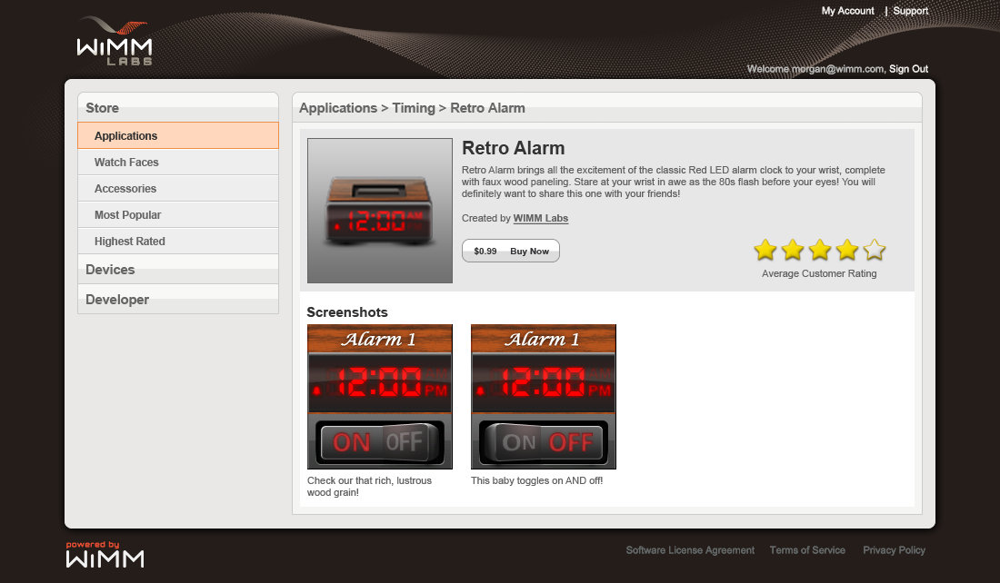 My Account | Support
WIMM
LABS
Welcome morgan@wimm.com, Sign Out
Store
Applications
Watch Faces
Accessories
Most Popular
Highest Rated
Devices
Developer
Applications > Timing > Retro Alarm
12:00 AM
Retro Alarm
Retro Alarm brings all the excitement of the classic Red LED alarm clock to your wrist, complete
with faux wood paneling. Stare at your wrist in awe as the 80s flash before your eyes! You will
definitely want to share this one with your friends!
Created by WIMM Labs
$0.99 Buy Now
Average Customer Rating
Screenshots
Alarm 1
12:00 PM
ON OFF
Check our that rich, lustrous
wood grain!
Alarm 1
12:00 PM
ON OFF
This baby toggles on AND off!
powered by
WIMM
Software License Agreement Terms of Service Privacy Policy